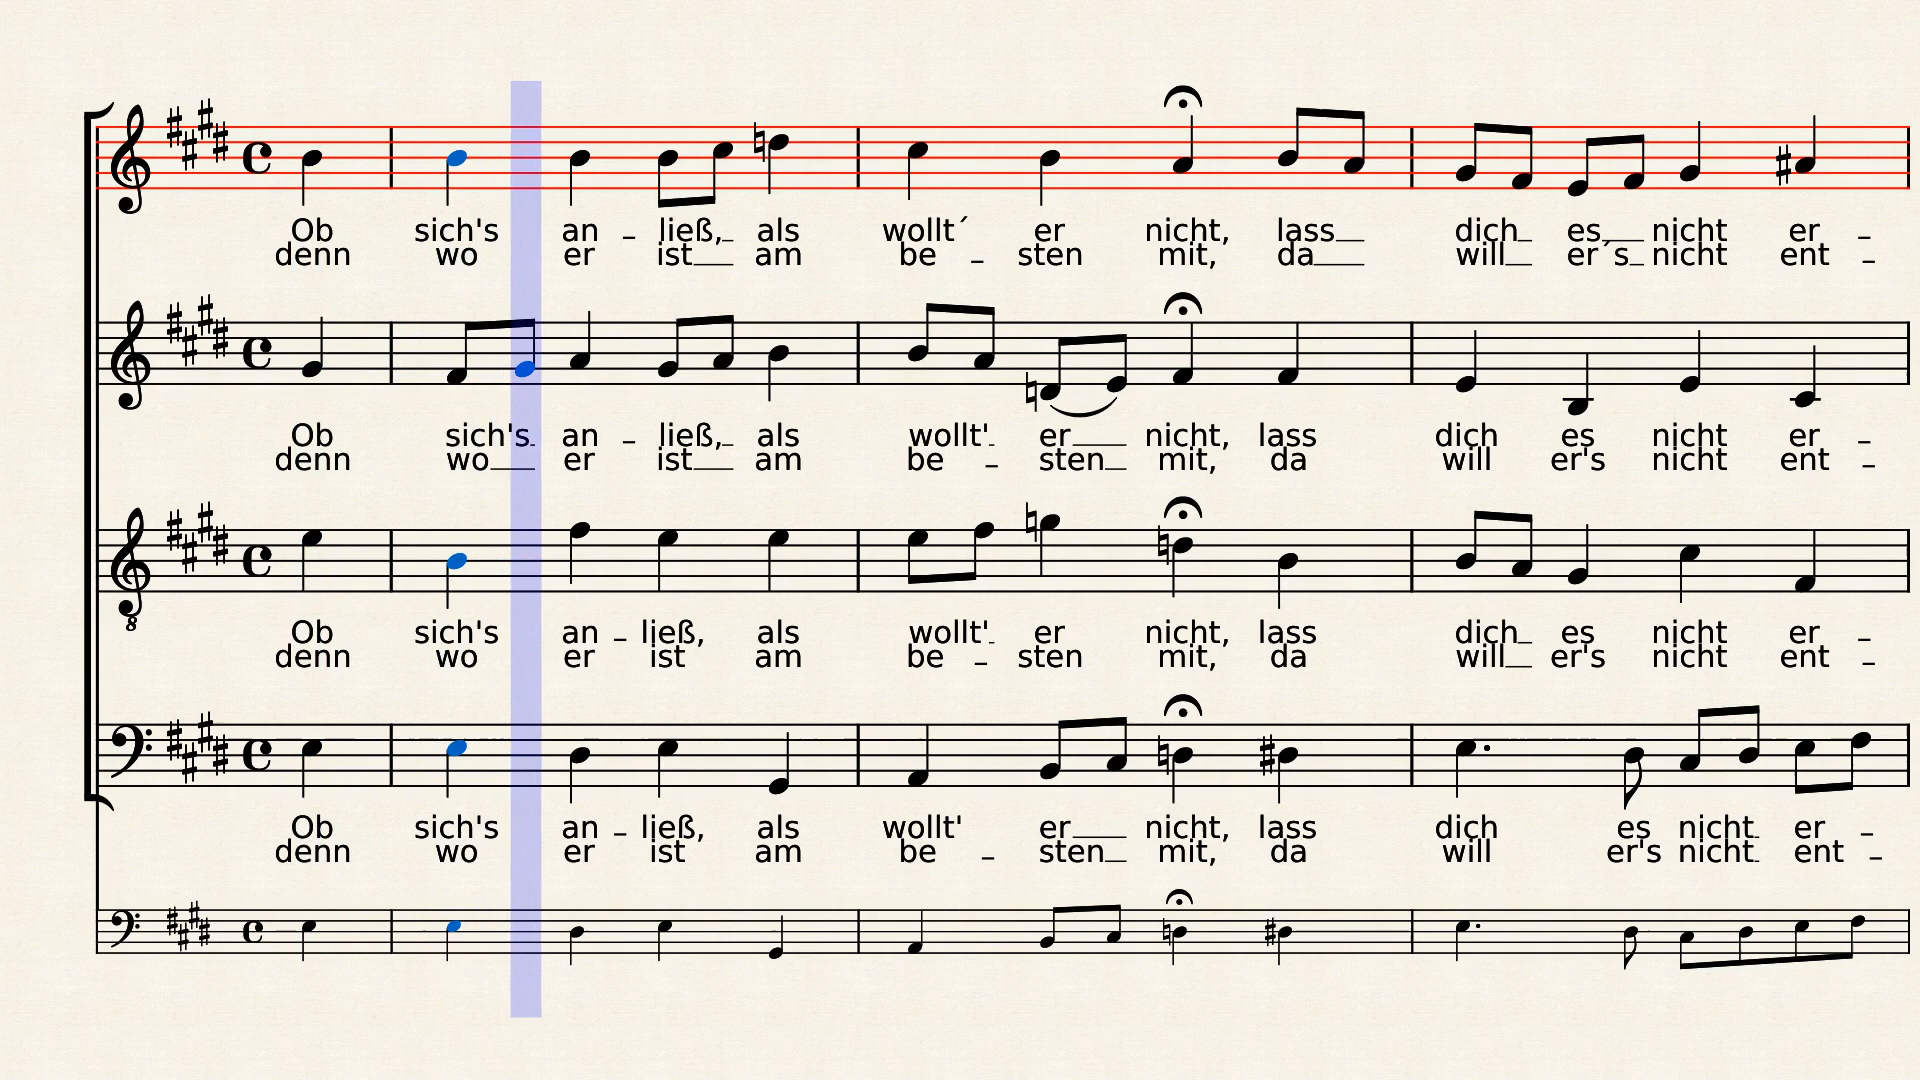 Ob sich's an – ließ, als wollt´ er nicht, lass dich es nicht er –
denn wo er ist am be – sten mit, da will er´s nicht ent –
Ob sich's an – ließ, als wollt' er nicht, lass dich es nicht er –
denn wo er ist am be – sten mit, da will er's nicht ent –
8
Ob sich's an – ließ, als wollt' er nicht, lass dich es nicht er –
denn wo er ist am be – sten mit, da will er's nicht ent –
Ob sich's an – ließ, als wollt' er nicht, lass dich es nicht er –
denn wo er ist am be – sten mit, da will er's nicht ent –